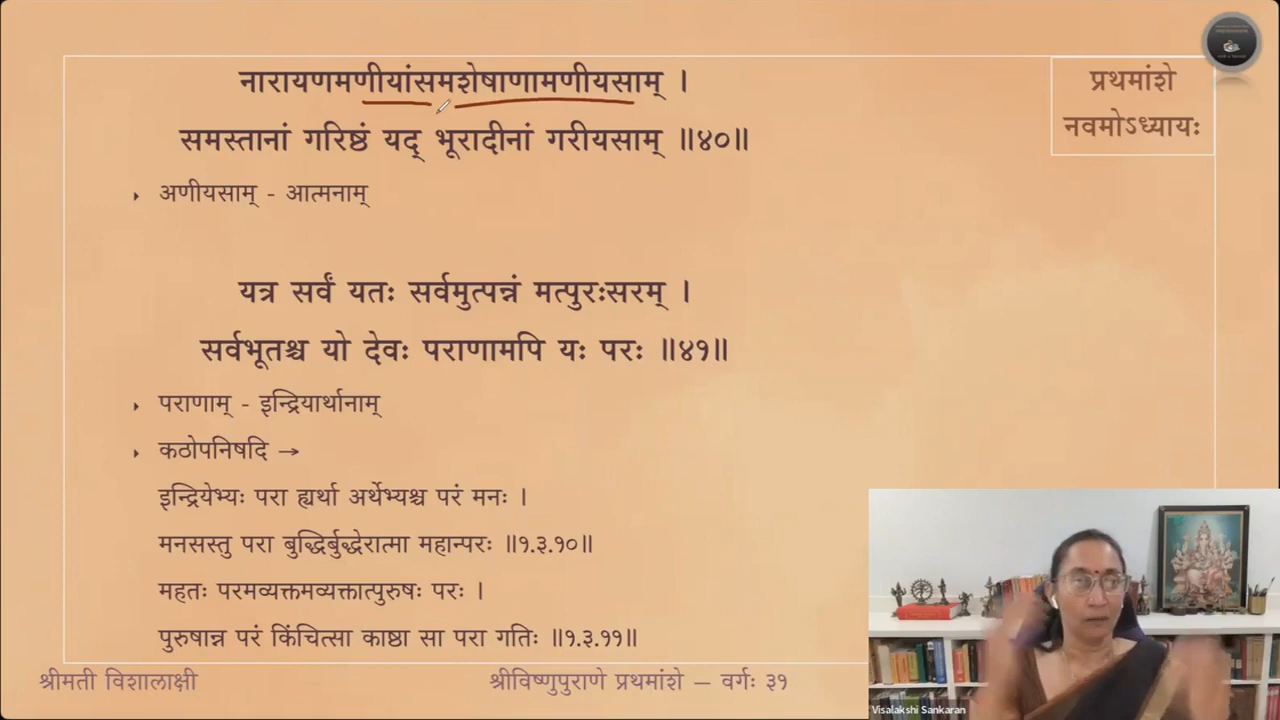 नारायणमणीयांसमशेषाणामणीयसाम् ।
समस्तानां गरिष्ठं यद् भूरादीनां गरीयसाम् ॥४०॥
प्रथमांशे
नवमोऽध्यायः
अणीयसाम् - आत्मनाम्
यत्र सर्वं यतः सर्वमुत्पन्नं मत्पुरःसरम् ।
सर्वभूतश्च यो देवः पराणामपि यः परः ॥४१॥
पराणाम् - इन्द्रियार्थानाम्
कठोपनिषदि →
इन्द्रियेभ्यः परा ह्यर्था अर्थेभ्यश्च परं मनः ।
मनसस्तु परा बुद्धिर्बुद्धेरात्मा महान्परः ॥१.३.१०॥
महतः परमव्यक्तमव्यक्तात्पुरुषः परः ।
पुरुषान्न परं किंचित्सा काष्ठा सा परा गतिः ॥१.३.११॥
श्रीमती विशालाक्षी
श्रीविष्णुपुराणे प्रथमांशे – वर्गः ३१
Visalakshi Sankaran